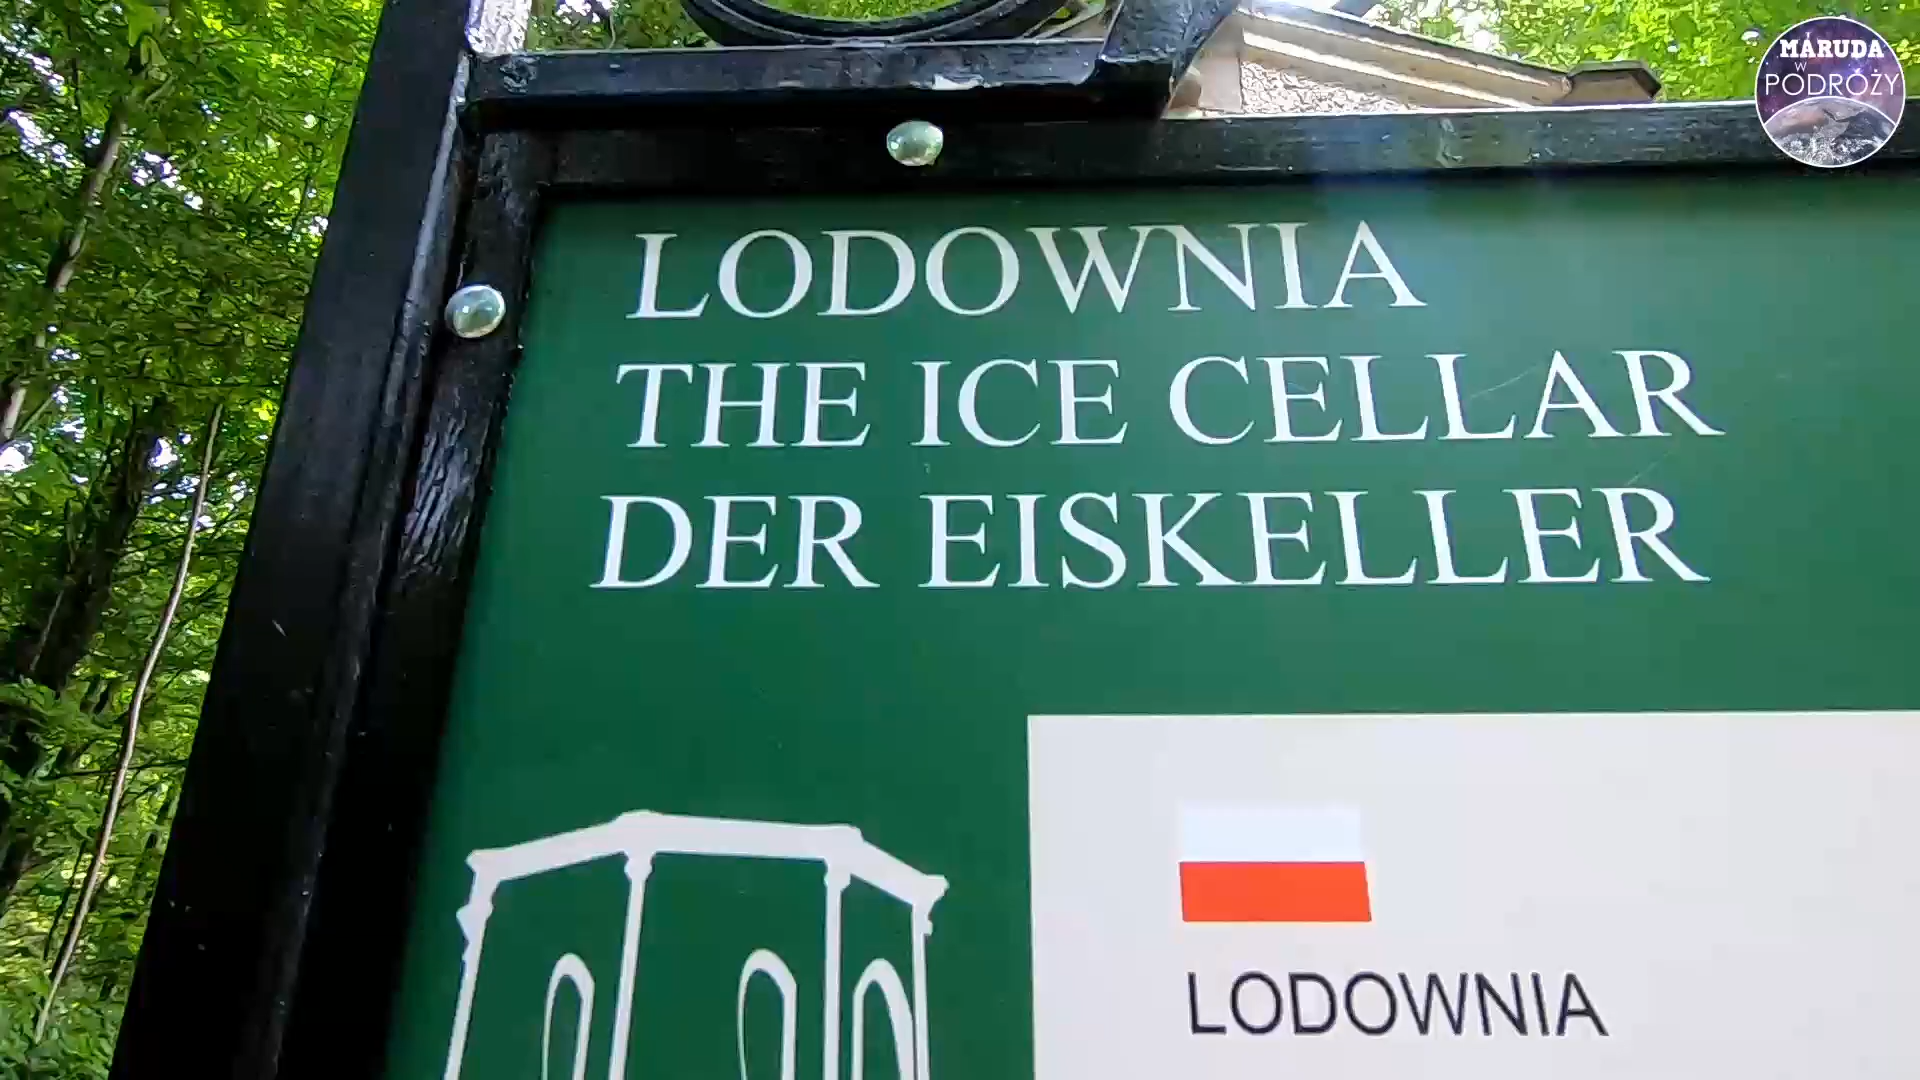 MARUDA
W
PODRÓŻY
LODOWNIA
THE ICE CELLAR
DER EISKELLER
LODOWNIA